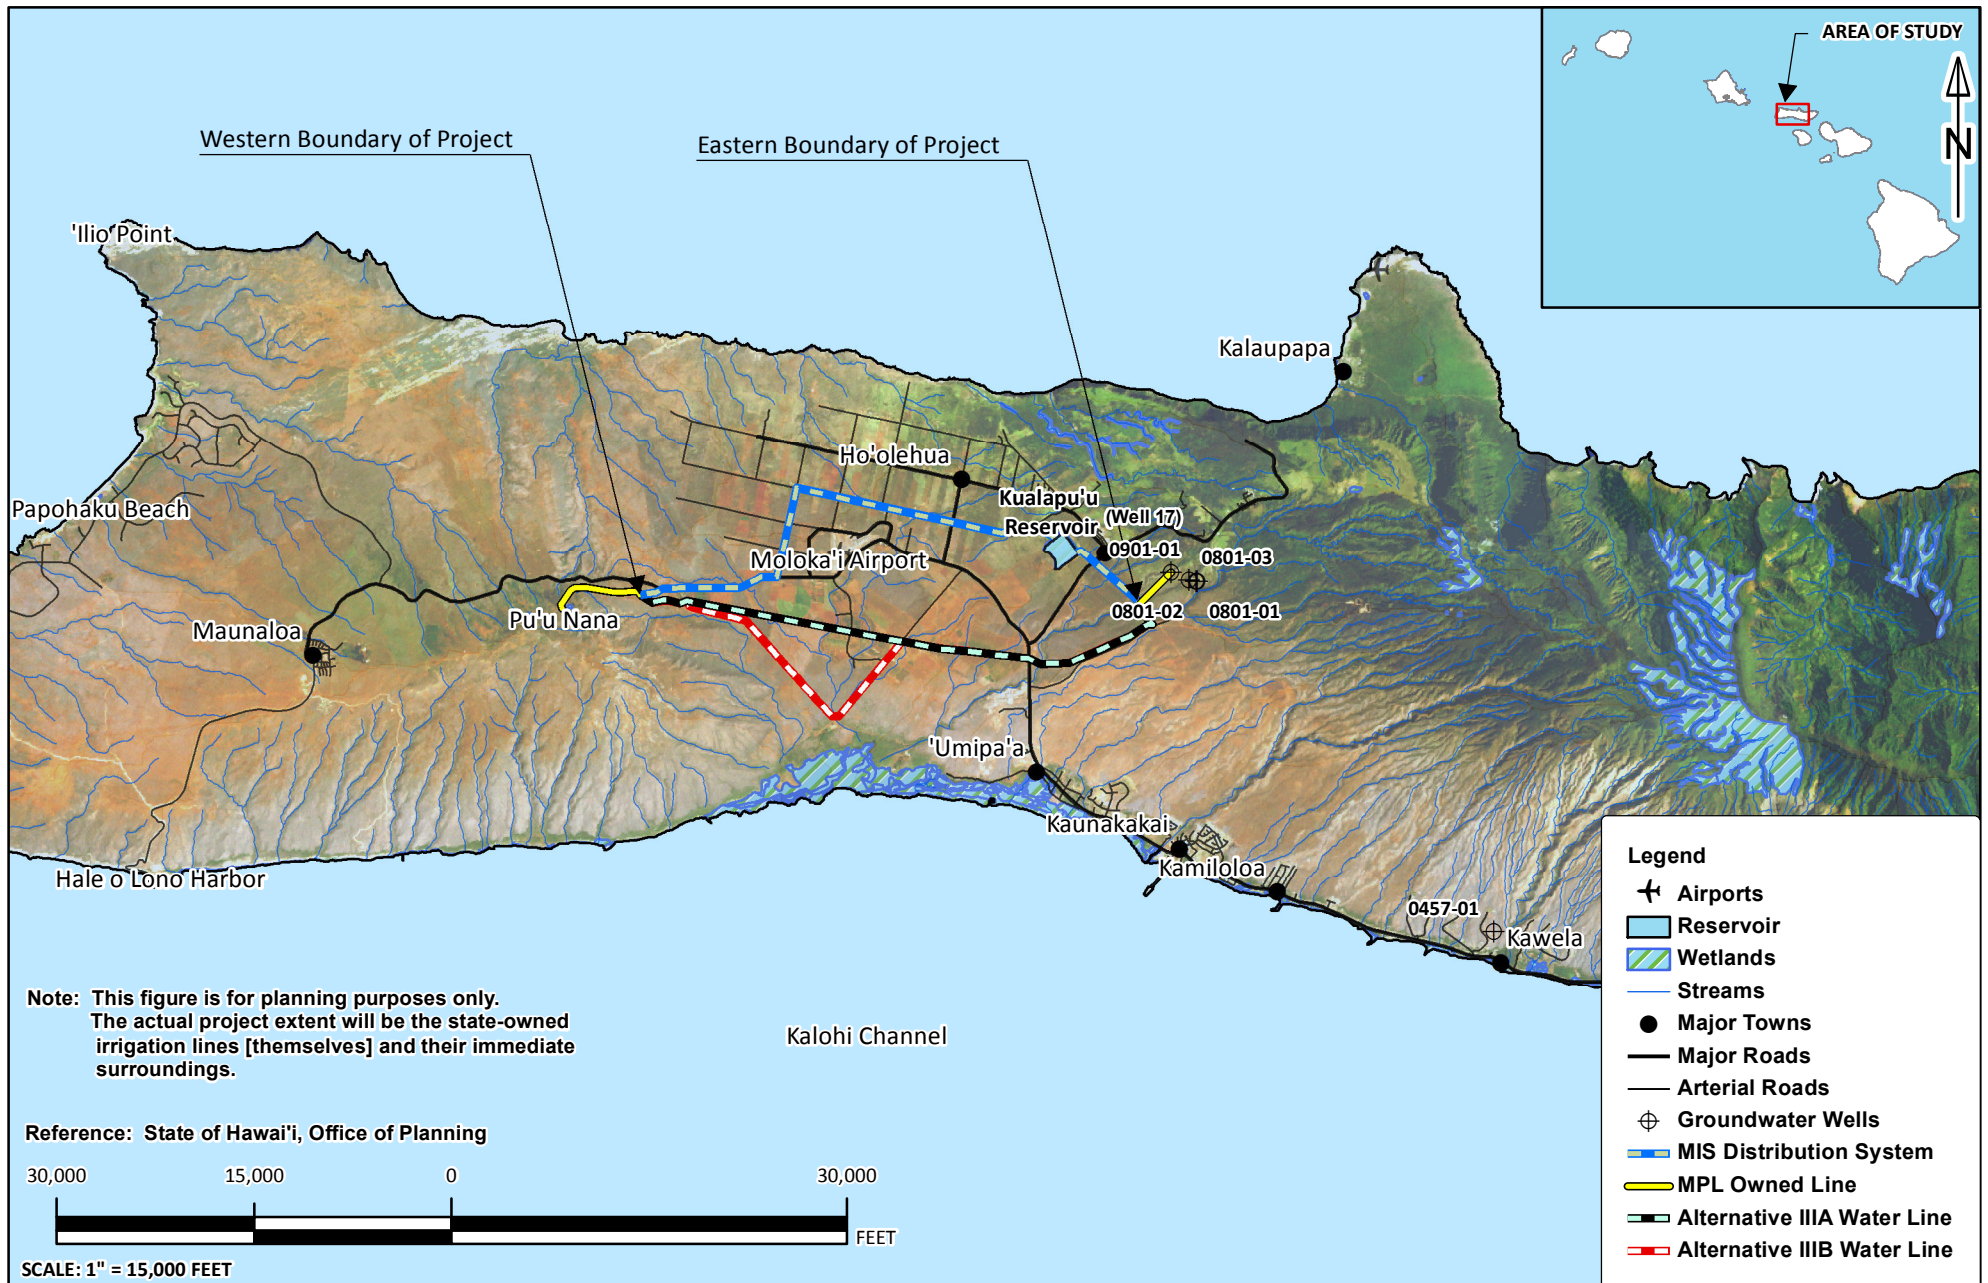 AREA OF STUDY
N
Western Boundary of Project
Eastern Boundary of Project
'Ilio Point
Kalaupapa
Ho'olehua
Kualapu'u
Reservoir
(Well 17)
Papohaku Beach
0901-01
0801-03
Moloka'i Airport
0801-02
0801-01
Pu'u Nana
Maunaloa
'Umipa'a
Kaunakakai
Kamiloloa
Hale o Lono Harbor
0457-01
Kawela
Kalohi Channel
Note: This figure is for planning purposes only.
The actual project extent will be the state-owned
irrigation lines [themselves] and their immediate
surroundings.
Reference: State of Hawai'i, Office of Planning
30,000 15,000 0 30,000
FEET
SCALE: 1" = 15,000 FEET
Legend
Airports
Reservoir
Wetlands
Streams
Major Towns
Major Roads
Arterial Roads
Groundwater Wells
MIS Distribution System
MPL Owned Line
Alternative IIIA Water Line
Alternative IIIB Water Line